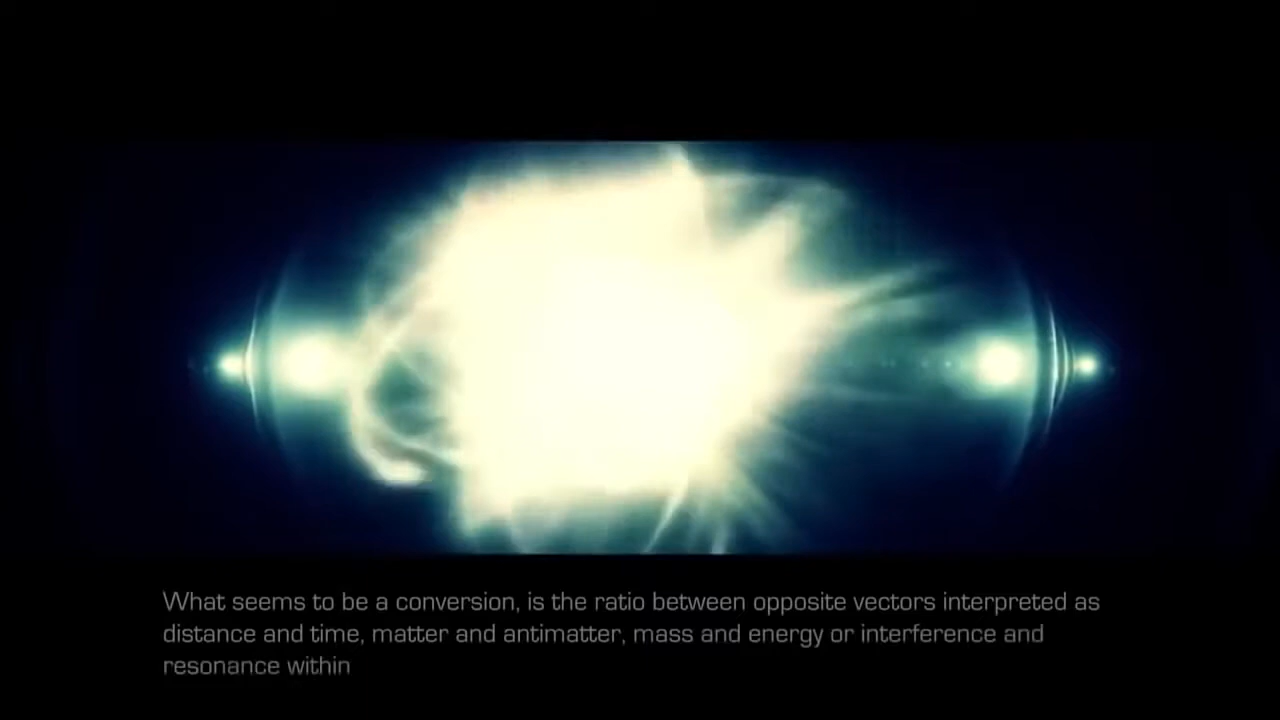 What seems to be a conversion, is the ratio between opposite vectors interpreted as
distance and time, matter and antimatter, mass and energy or interference and
resonance within